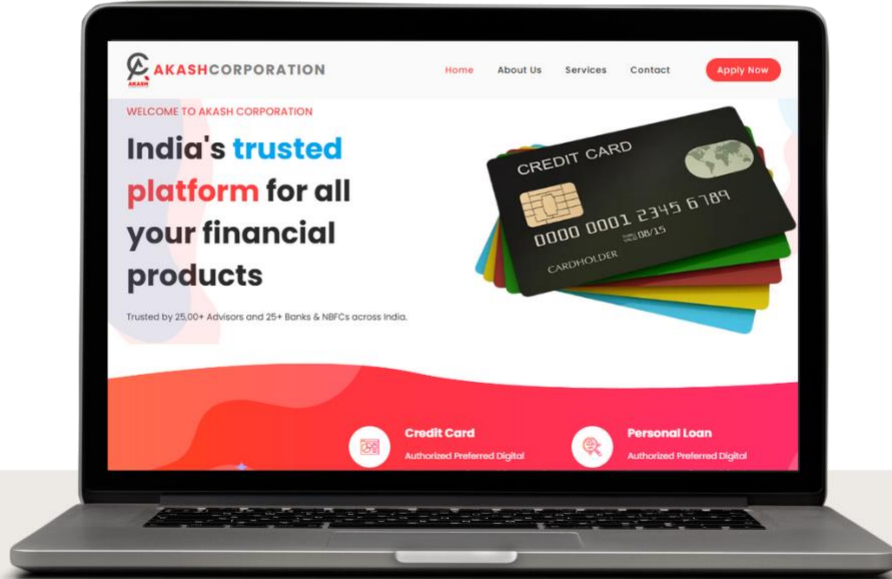 AKASH
AKASHCORPORATION
Home
About Us
Services
Contact
Apply Now
WELCOME TO AKASH CORPORATION
India's trusted
platform for all
your financial
products
Trusted by 25,00+ Advisors and 25+ Banks & NBFCs across India.
CREDIT CARD
0000 0001 2345 6789
08/15
CARDHOLDER
Credit Card
Authorized Preferred Digital
Personal Loan
Authorized Preferred Digital